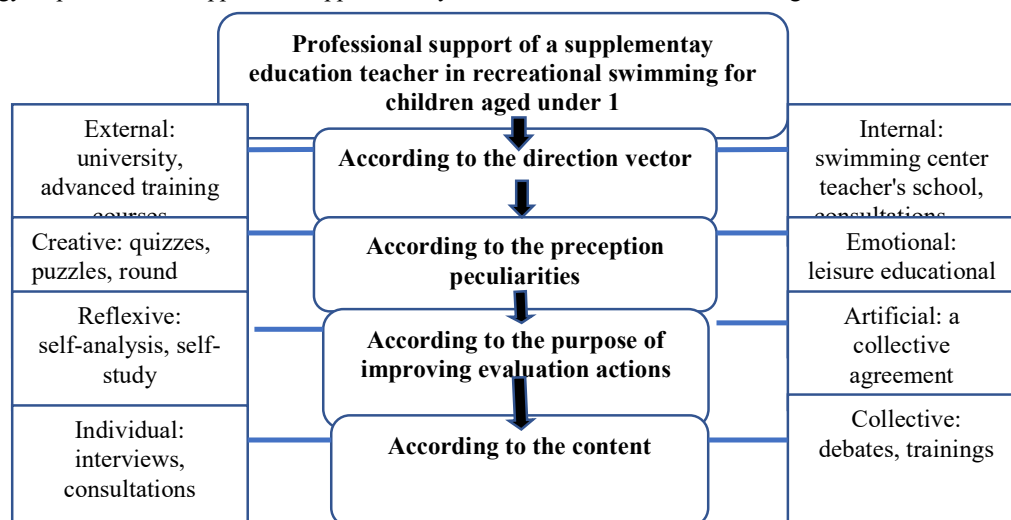 Professional support of a supplementay
education teacher in recreational swimming for
children aged under 1
External:
university,
advanced training
courses
According to the direction vector
Internal:
swimming center
teacher's school,
consultations
Creative: quizzes,
puzzles, round
According to the preception
peculiarities
Emotional:
leisure educational
Reflexive:
self-analysis, self-
study
According to the purpose of
improving evaluation actions
Artificial: a
collective
agreement
Individual:
interviews,
consultations
According to the content
Collective:
debates, trainings